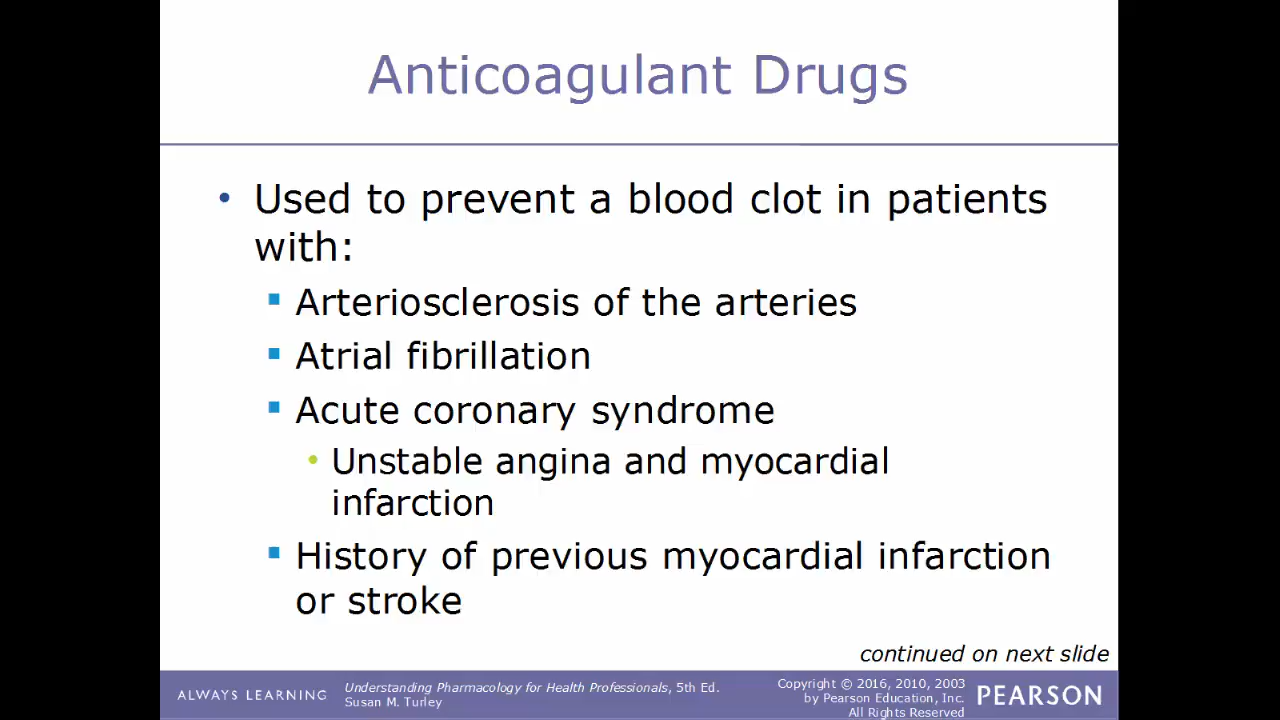 Anticoagulant Drugs
• Used to prevent a blood clot in patients
with:
▪ Arteriosclerosis of the arteries
▪ Atrial fibrillation
▪ Acute coronary syndrome
• Unstable angina and myocardial
infarction
▪ History of previous myocardial infarction
or stroke
continued on next slide
ALWAYS LEARNING
Understanding Pharmacology for Health Professionals, 5th Ed.
Susan M. Turley
Copyright © 2016, 2010, 2003
by Pearson Education, Inc.
All Rights Reserved
PEARSON